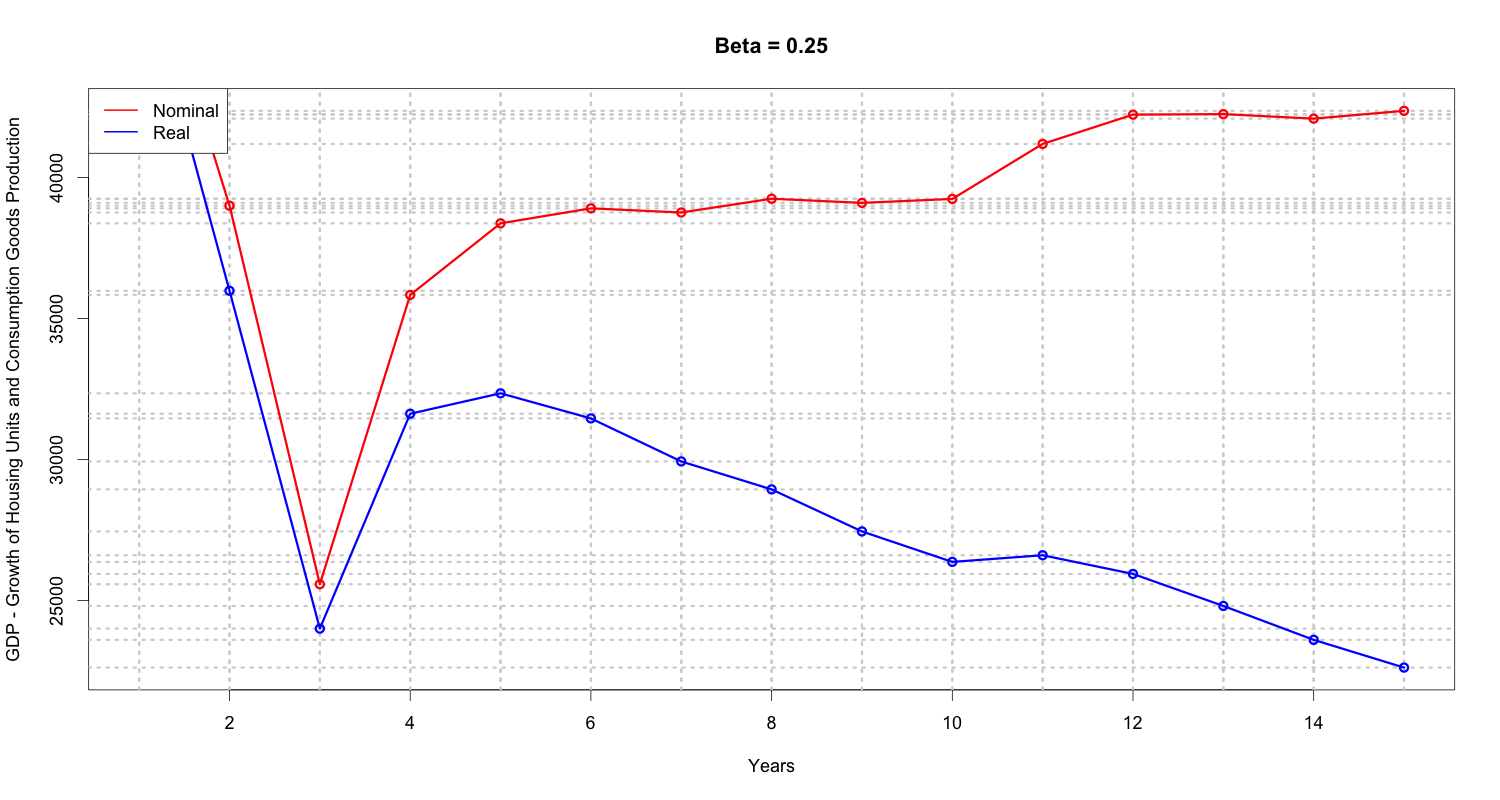 Beta = 0.25
Nominal
Real
GDP - Growth of Housing Units and Consumption Goods Production
40000
35000
30000
25000
2 4 6 8 10 12 14
Years